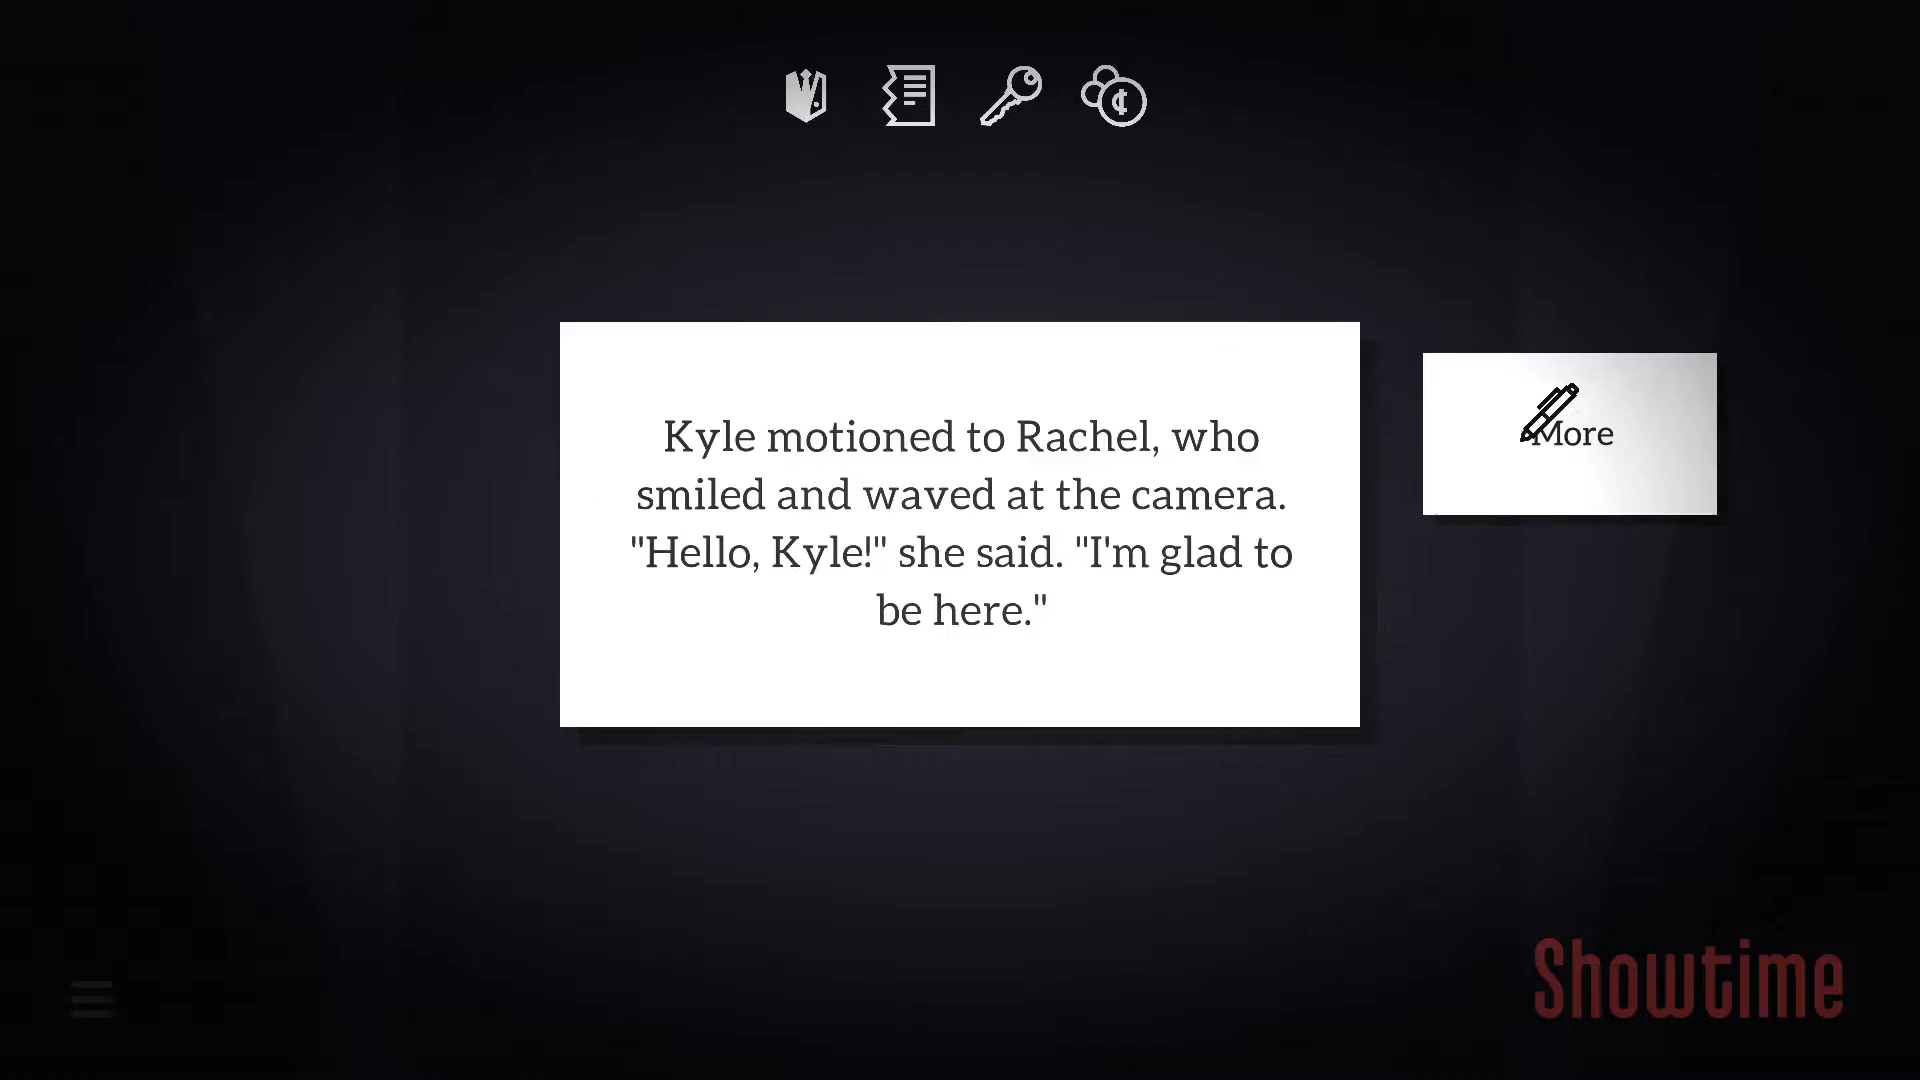 Kyle motioned to Rachel, who
smiled and waved at the camera.
"Hello, Kyle!" she said. "I'm glad to
be here."
More
Showtime